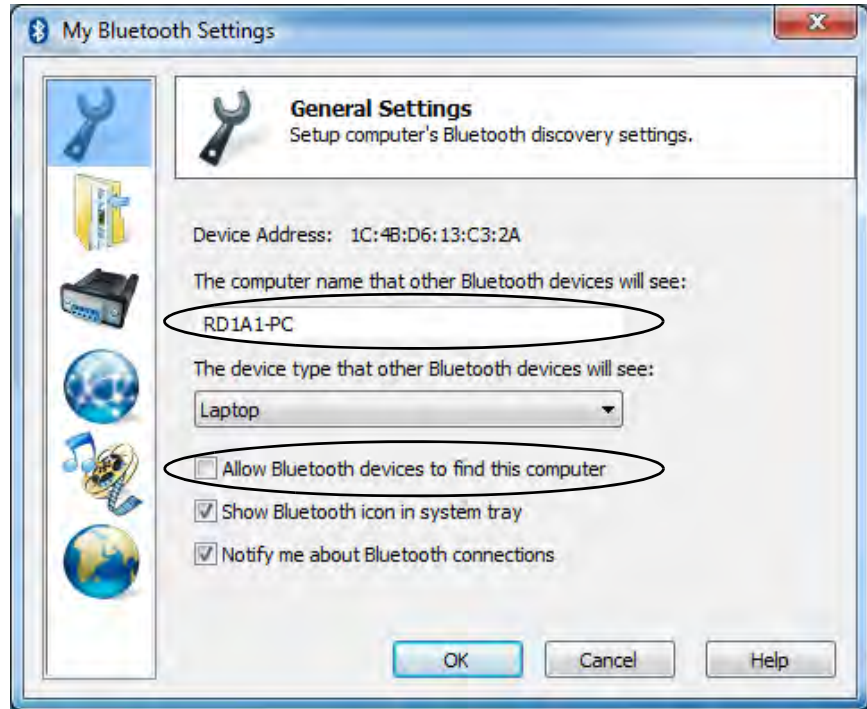 My Bluetooth Settings
General Settings
Setup computer's Bluetooth discovery settings.
Device Address: 1C:4B:D6:13:C3:2A
The computer name that other Bluetooth devices will see:
RD1A1-PC
The device type that other Bluetooth devices will see:
Laptop
Allow Bluetooth devices to find this computer
Show Bluetooth icon in system tray
Notify me about Bluetooth connections
OK Cancel Help